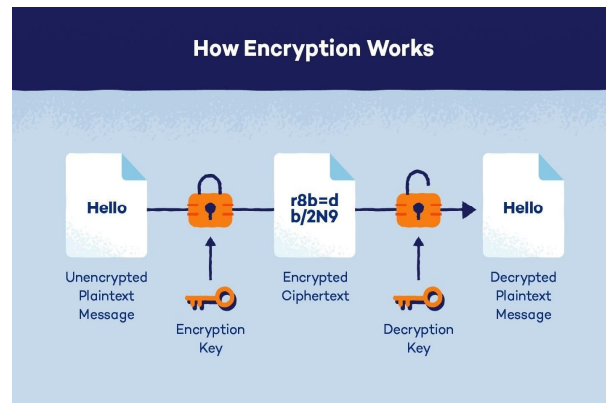 How Encryption Works
Hello
r8b=d
b/2N9
Hello
Unencrypted
Plaintext
Message
Encryption
Key
Encrypted
Ciphertext
Decryption
Key
Decrypted
Plaintext
Message